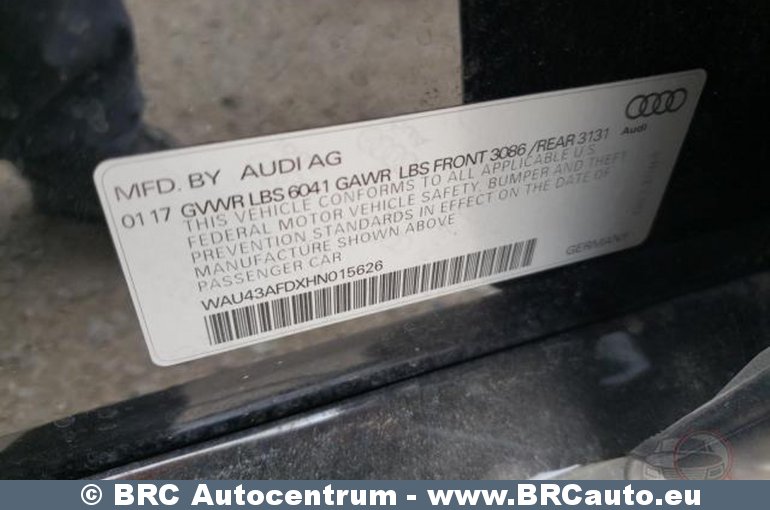 MFD. BY AUDI AG
Audi
01 17 GVWR LBS 6041 GAWR LBS FRONT 3086 / REAR 3131
THIS VEHICLE CONFORMS TO ALL APPLICABLE U.S.
FEDERAL MOTOR VEHICLE SAFETY, BUMPER AND THEFT
PREVENTION STANDARDS IN EFFECT ON THE DATE OF
MANUFACTURE SHOWN ABOVE
PASSENGER CAR
GERMANY
WAU43AFDXHN015626
© BRC Autocentrum - www.BRCauto.eu